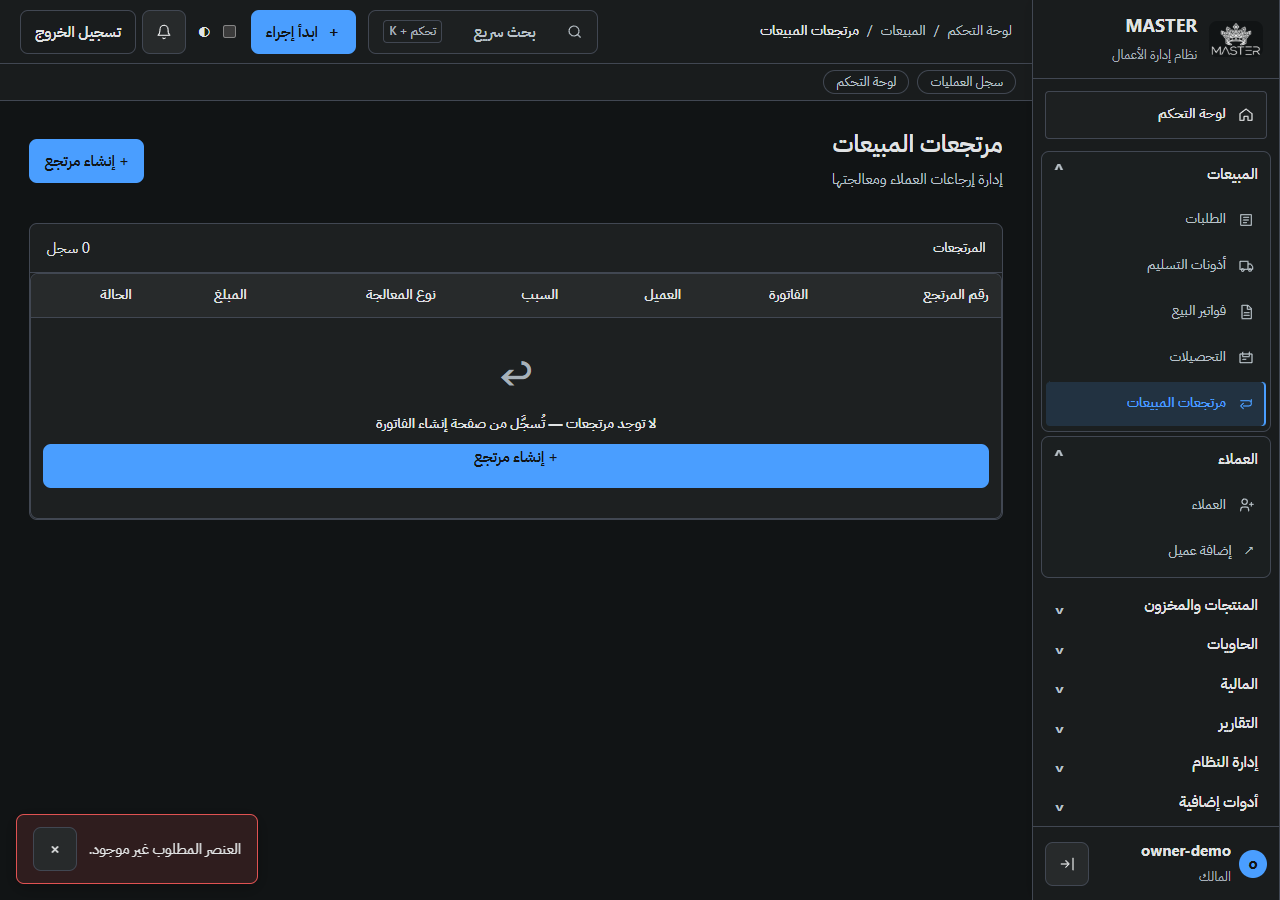 MASTER
MASTER
نظام إدارة الأعمال
لوحة التحكم
المبيعات
الطلبات
أذونات التسليم
فواتير البيع
التحصيلات
مرتجعات المبيعات
العملاء
العملاء
إضافة عميل
المنتجات والمخزون
الحاويات
المالية
التقارير
إدارة النظام
أدوات إضافية
o
owner-demo
المالك
لوحة التحكم / المبيعات / مرتجعات المبيعات
بحث سريع
تحكم + K
+ ابدأ إجراء
تسجيل الخروج
سجل العمليات
لوحة التحكم
مرتجعات المبيعات
إدارة إرجاعات العملاء ومعالجتها
+ إنشاء مرتجع
المرتجعات
0 سجل
رقم المرتجع الفاتورة العميل السبب نوع المعالجة المبلغ الحالة
لا توجد مرتجعات — تُسجَّل من صفحة إنشاء الفاتورة
+ إنشاء مرتجع
العنصر المطلوب غير موجود.
×